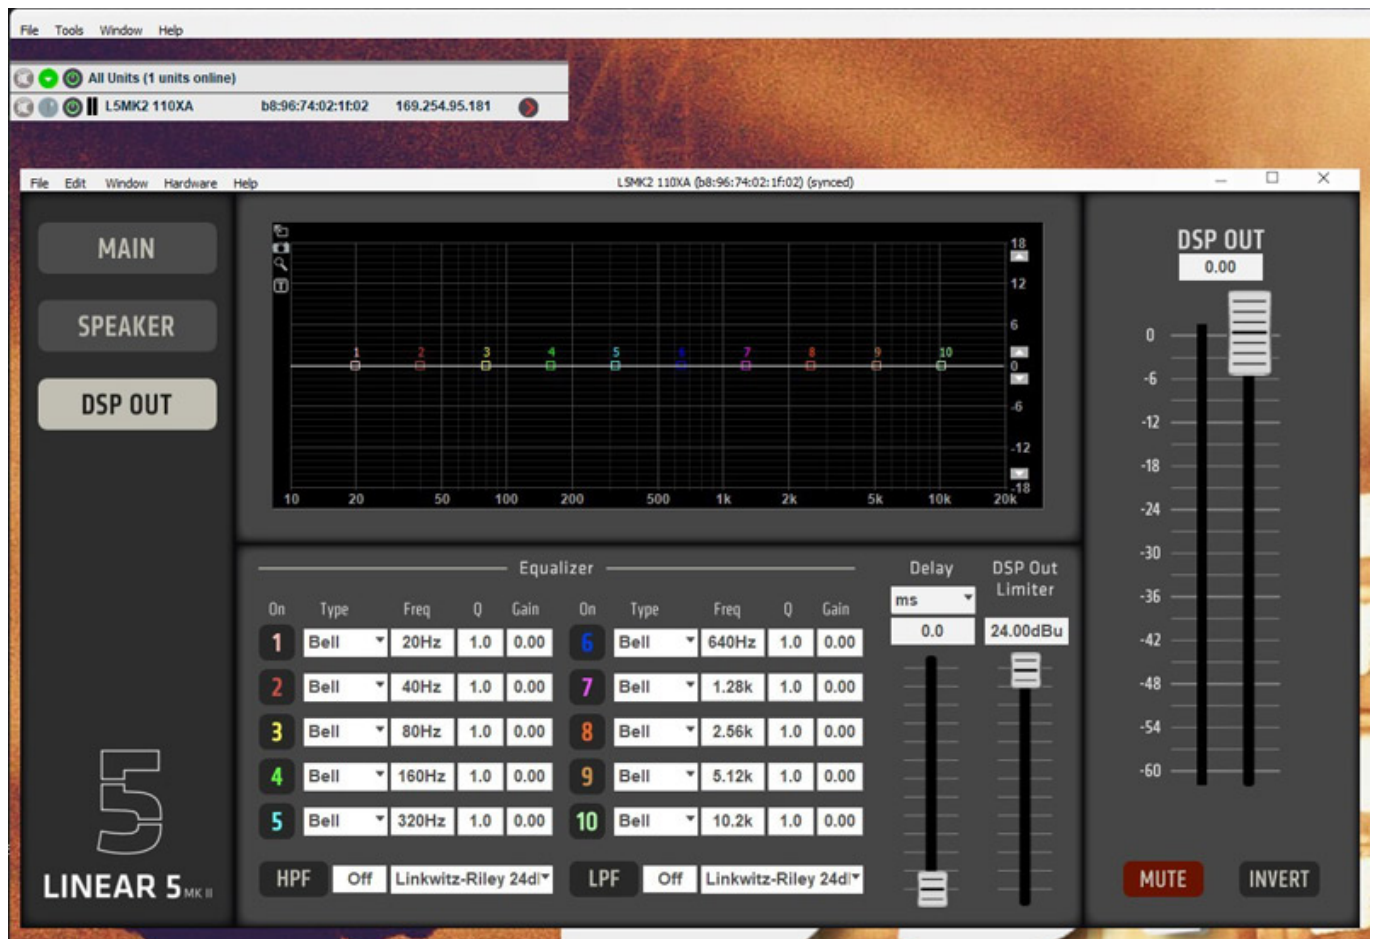 File Tools Window Help
All Units (1 units online)
L5MK2 110XA b8:96:74:02:1f:02 169.254.95.181
File Edit Window Hardware Help L5MK2 110XA (b8:96:74:02:1f:02) (synced)
MAIN
SPEAKER
DSP OUT
T
18
12
6
0
-6
-12
-18
1 2 3 4 5 6 7 8 9 10
10 20 50 100 200 500 1k 2k 5k 10k 20k
DSP OUT
0.00
0
-6
-12
-18
-24
-30
-36
-42
-48
-54
-60
MUTE INVERT
Equalizer
On Type Freq Q Gain On Type Freq Q Gain
1 Bell 20Hz 1.0 0.00 6 Bell 640Hz 1.0 0.00
2 Bell 40Hz 1.0 0.00 7 Bell 1.28k 1.0 0.00
3 Bell 80Hz 1.0 0.00 8 Bell 2.56k 1.0 0.00
4 Bell 160Hz 1.0 0.00 9 Bell 5.12k 1.0 0.00
5 Bell 320Hz 1.0 0.00 10 Bell 10.2k 1.0 0.00
HPF Off Linkwitz-Riley 24d LPF Off Linkwitz-Riley 24d
Delay
ms
0.0
DSP Out
Limiter
24.00dBu
5
LINEAR 5 MK II